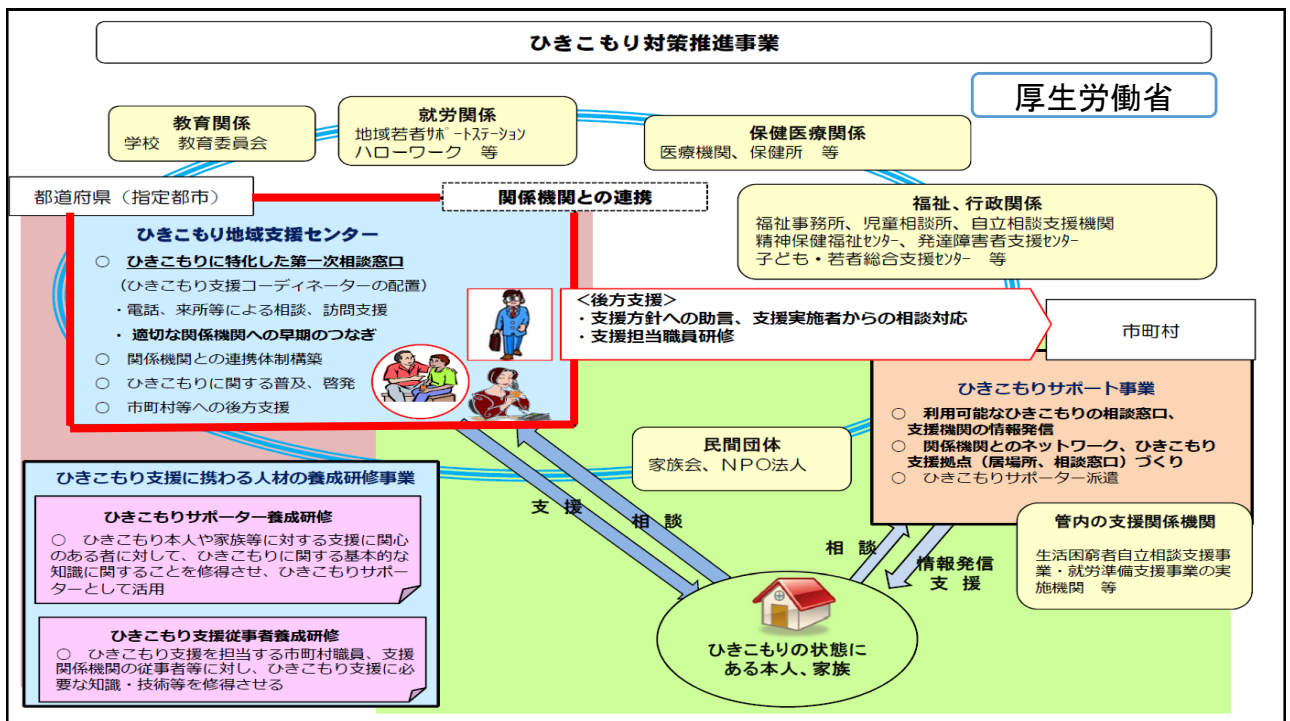 ひきこもり対策推進事業
厚生労働省
教育関係
学校　教育委員会
就労関係
地域若者ｻﾎﾟｰﾄｽﾃｰｼｮﾝ
ハローワーク　等
保健医療関係
医療機関、保健所　等
福祉、行政関係
福祉事務所、児童相談所、自立相談支援機関
精神保健福祉ｾﾝﾀｰ、発達障害者支援ｾﾝﾀｰ
子ども・若者総合支援ｾﾝﾀｰ　等
都道府県（指定都市）
関係機関との連携
ひきこもり地域支援センター
○　ひきこもりに特化した第一次相談窓口
（ひきこもり支援コーディネーターの配置）
・電話、来所等による相談、訪問支援
・適切な関係機関への早期のつなぎ
○　関係機関との連携体制構築
○　ひきこもりに関する普及、啓発
○　市町村等への後方支援
＜後方支援＞
・支援方針への助言、支援実施者からの相談対応
・支援担当職員研修
市町村
ひきこもりサポート事業
○　利用可能なひきこもりの相談窓口、
支援機関の情報発信
○　関係機関とのネットワーク、ひきこもり
支援拠点（居場所、相談窓口）づくり
○　ひきこもりサポーター派遣
民間団体
家族会、ＮＰＯ法人
ひきこもり支援に携わる人材の養成研修事業
ひきこもりサポーター養成研修
○　ひきこもり本人や家族等に対する支援に関心
のある者に対して、ひきこもりに関する基本的な
知識に関することを修得させ、ひきこもりサポー
ターとして活用
ひきこもり支援従事者養成研修
○　ひきこもり支援を担当する市町村職員、支援
関係機関の従事者等に対し、ひきこもり支援に必
要な知識・技術等を修得させる
支 援
相 談
相 談
情報発信
支 援
管内の支援関係機関
生活困窮者自立相談支援事
業・就労準備支援事業の実
施機関　等
ひきこもりの状態に
ある本人、家族